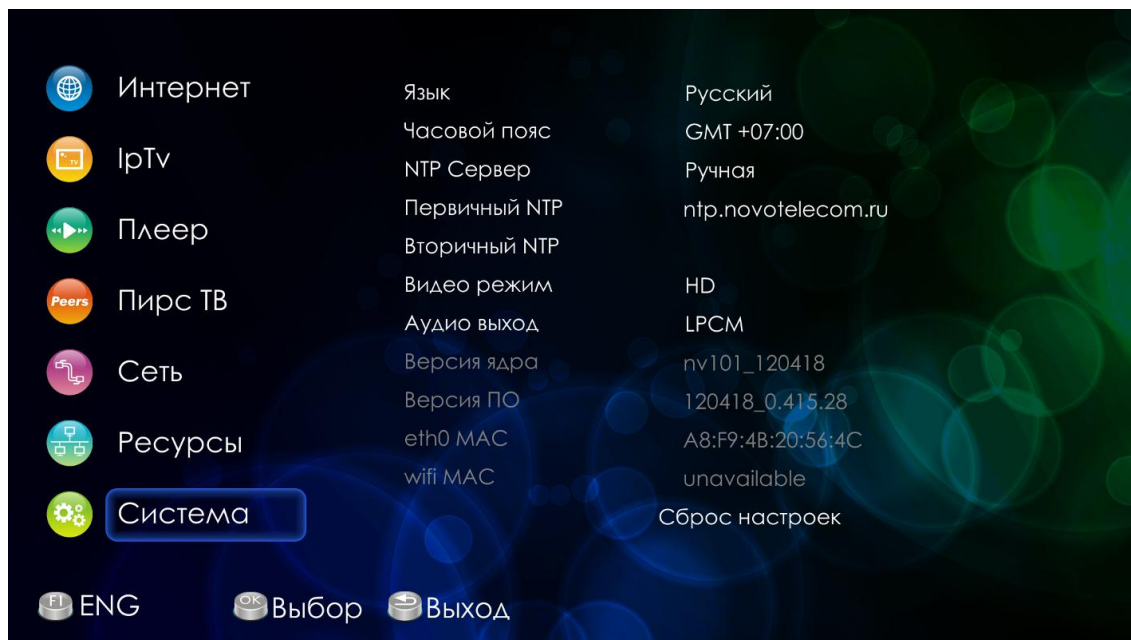 Интернет
IpTv
TV
Плеер
Peers
Пирс ТВ
Сеть
Ресурсы
Система
Язык Русский
Часовой пояс GMT +07:00
NTP Сервер Ручная
Первичный NTP ntp.novotelecom.ru
Вторичный NTP
Видео режим HD
Аудио выход LPCM
Версия ядра nv101_120418
Версия ПО 120418_0.415.28
eth0 MAC A8:F9:4B:20:56:4C
wifi MAC unavailable
Сброс настроек
F1 ENG OK Выбор Выход